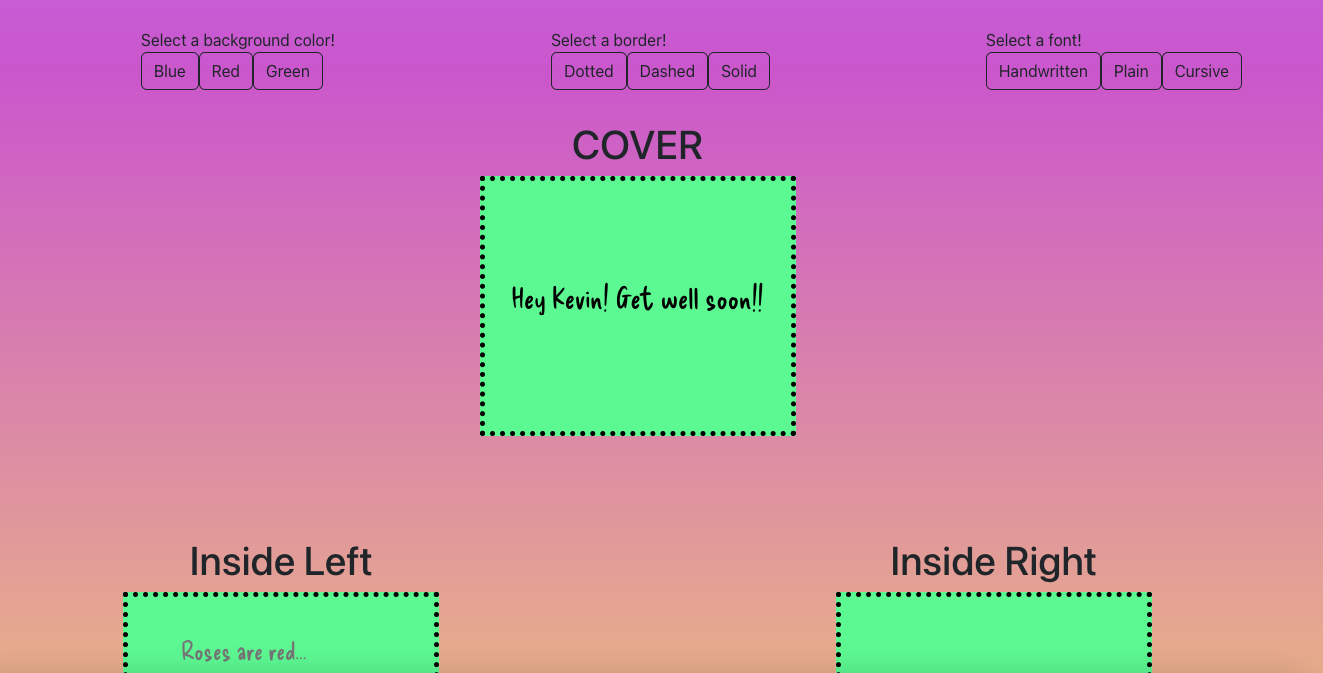 Select a background color!
Blue Red Green
Select a border!
Dotted Dashed Solid
Select a font!
Handwritten Plain Cursive
COVER
Hey Kevin! Get well soon!!
Inside Left
Roses are red...
Inside Right